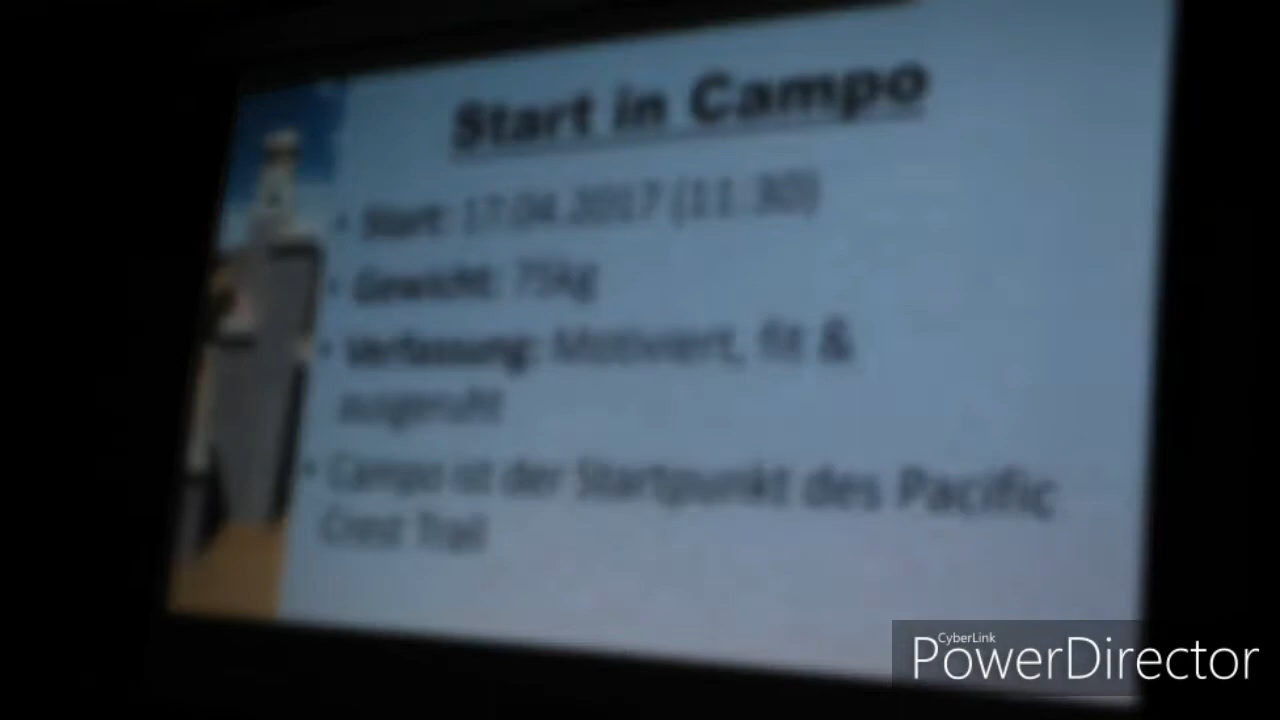 Start in Campo
• Start: 17.04.2017 (11:30)
• Gewicht: 75kg
• Verfassung: Motiviert, fit &
ausgeruht
• Campo ist der Startpunkt des Pacific
Crest Trail
CyberLink
PowerDirector